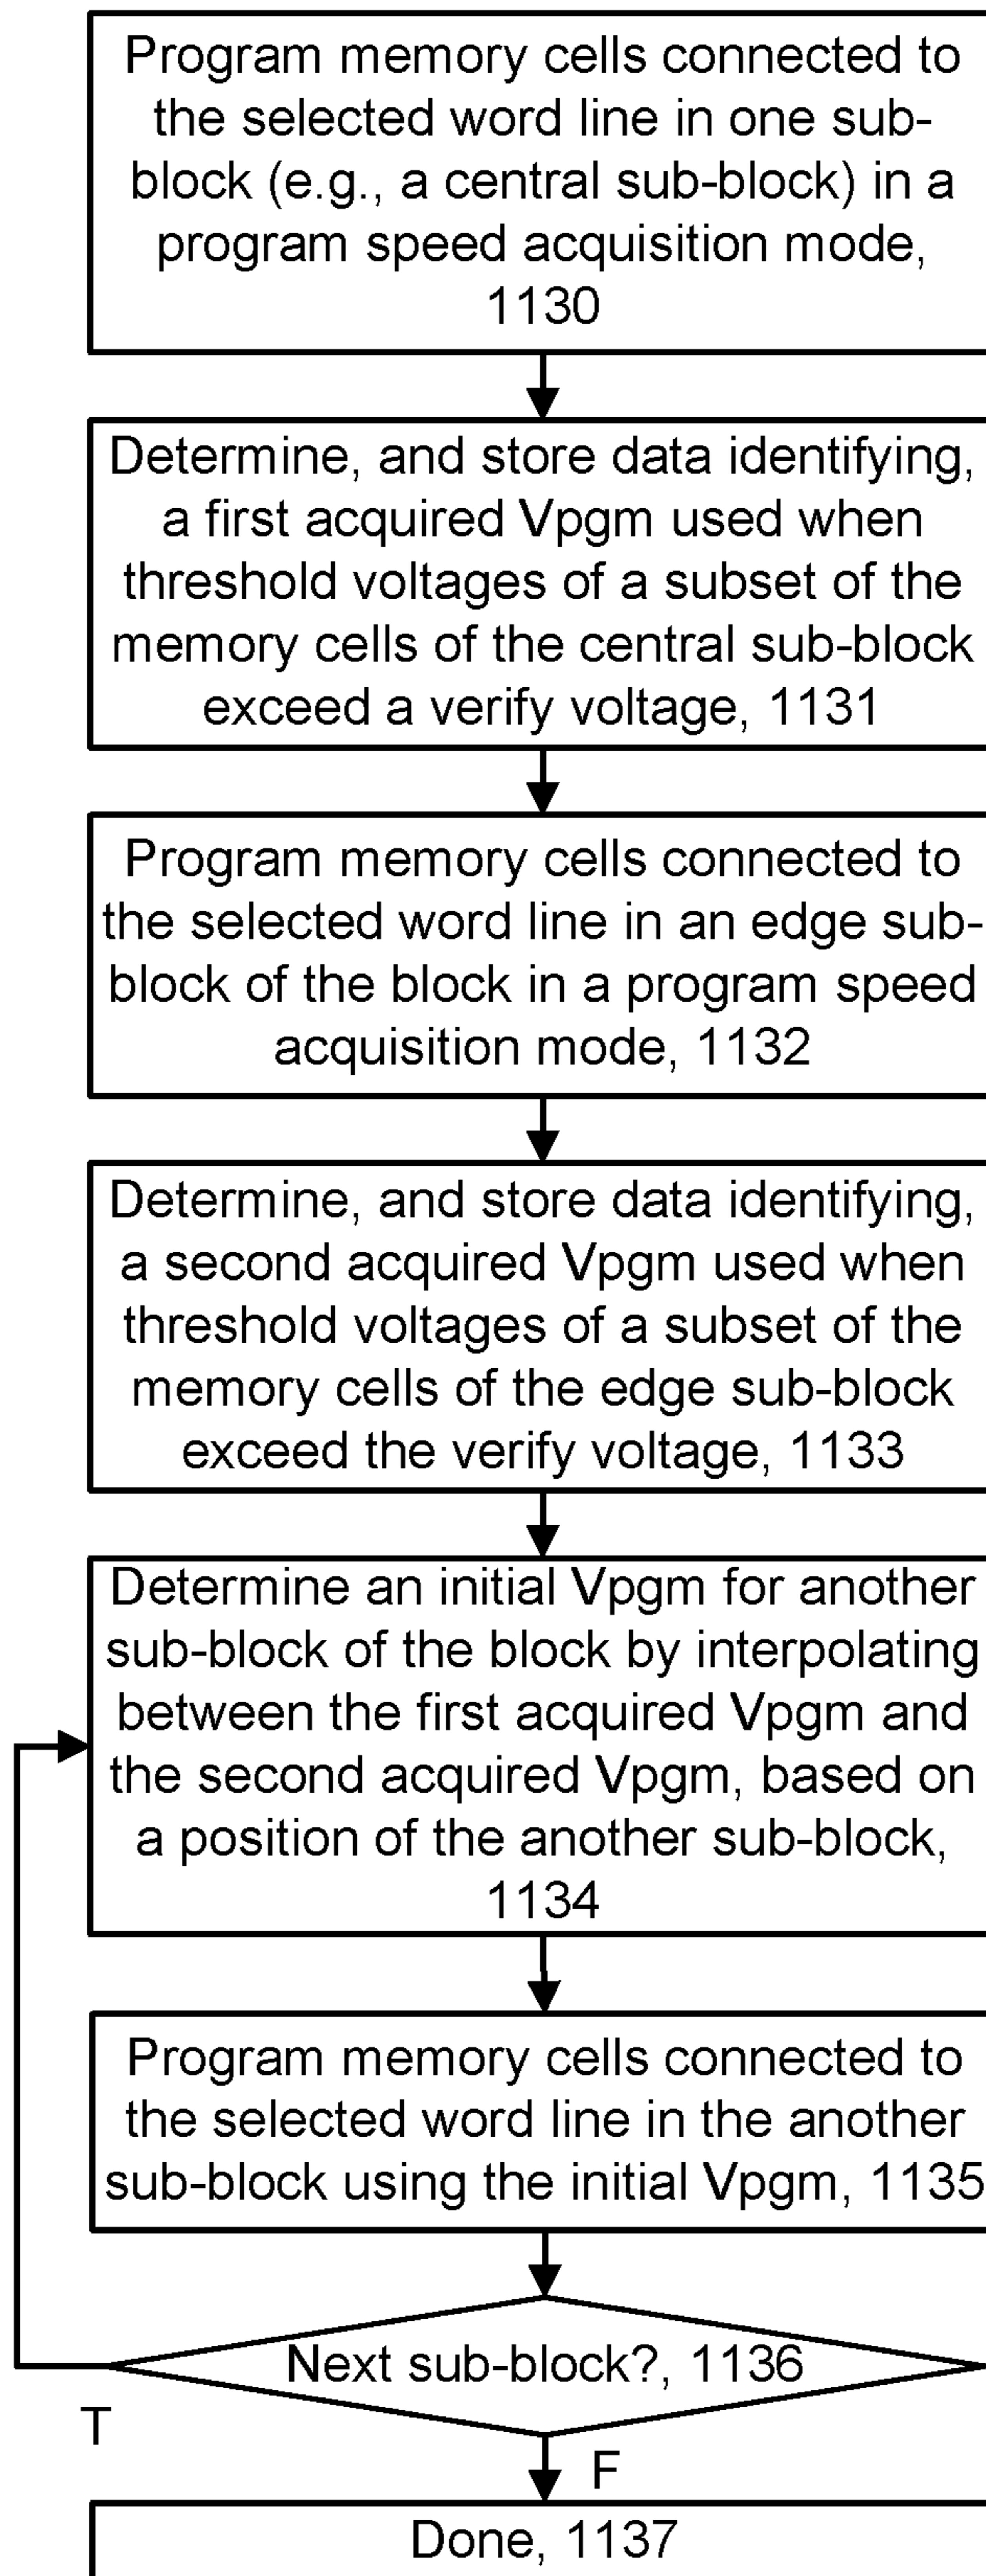 Program memory cells connected to
the selected word line in one sub-
block (e.g., a central sub-block) in a
program speed acquisition mode,
1130
Determine, and store data identifying,
a first acquired Vpgm used when
threshold voltages of a subset of the
memory cells of the central sub-block
exceed a verify voltage, 1131
Program memory cells connected to
the selected word line in an edge sub-
block of the block in a program speed
acquisition mode, 1132
Determine, and store data identifying,
a second acquired Vpgm used when
threshold voltages of a subset of the
memory cells of the edge sub-block
exceed the verify voltage, 1133
Determine an initial Vpgm for another
sub-block of the block by interpolating
between the first acquired Vpgm and
the second acquired Vpgm, based on
a position of the another sub-block,
1134
Program memory cells connected to
the selected word line in the another
sub-block using the initial Vpgm, 1135
Next sub-block?, 1136
T
F
Done, 1137